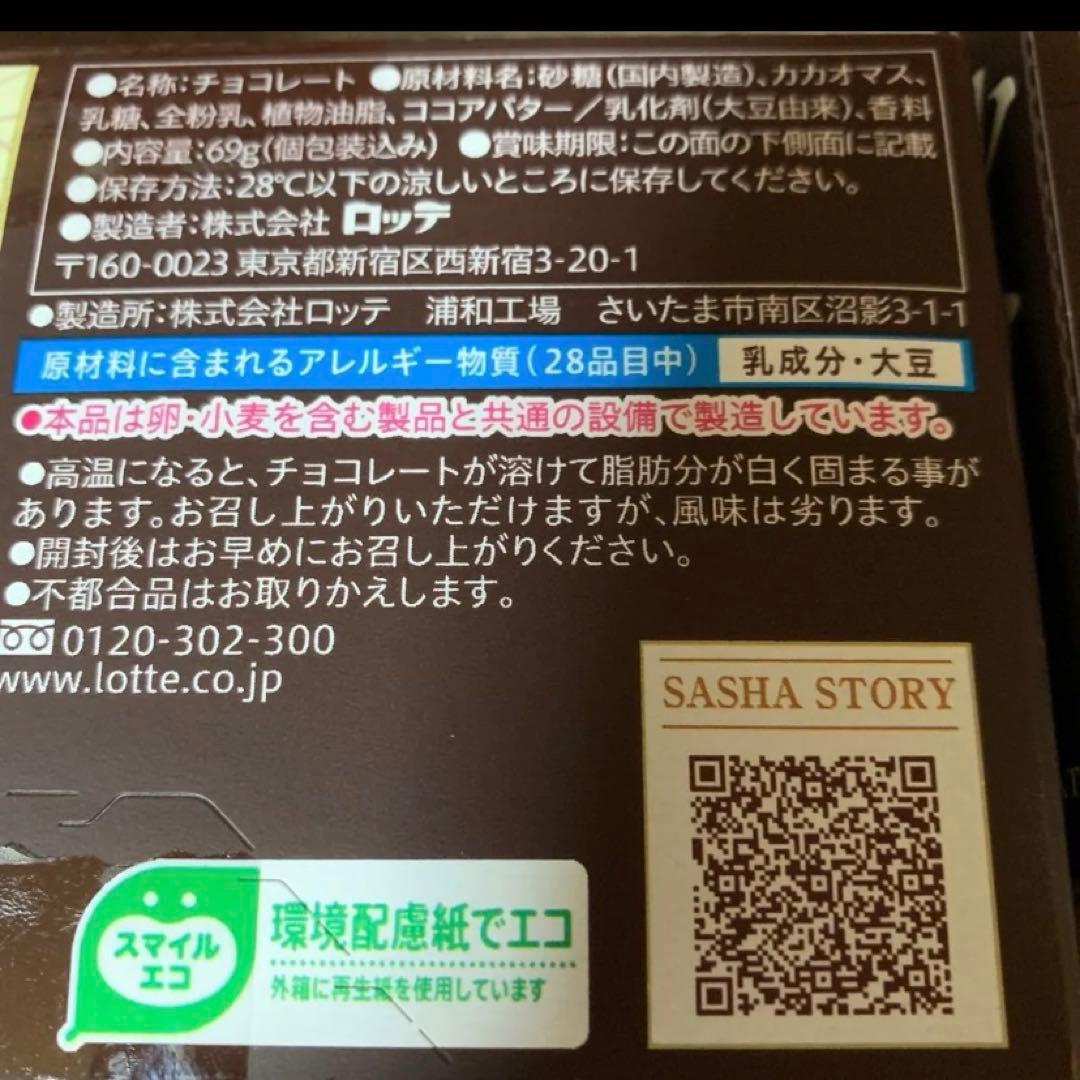 ●名称:チョコレート ●原材料名:砂糖(国内製造)、カカオマス、
乳糖、全粉乳、植物油脂、ココアバター/乳化剤(大豆由来)、香料
●内容量:69g(個包装込み) ●賞味期限:この面の下側面に記載
●保存方法:28℃以下の涼しいところに保存してください。
●製造者:株式会社 ロッテ
〒160-0023 東京都新宿区西新宿3-20-1
●製造所:株式会社ロッテ 浦和工場 さいたま市南区沼影3-1-1
原材料に含まれるアレルギー物質(28品目中) 乳成分・大豆
●本品は卵・小麦を含む製品と共通の設備で製造しています。
●高温になると、チョコレートが溶けて脂肪分が白く固まる事が
あります。お召し上がりいただけますが、風味は劣ります。
●開封後はお早めにお召し上がりください。
●不都合品はお取りかえします。
0120-302-300
www.lotte.co.jp
SASHA STORY
スマイル
エコ
環境配慮紙でエコ
外箱に再生紙を使用しています